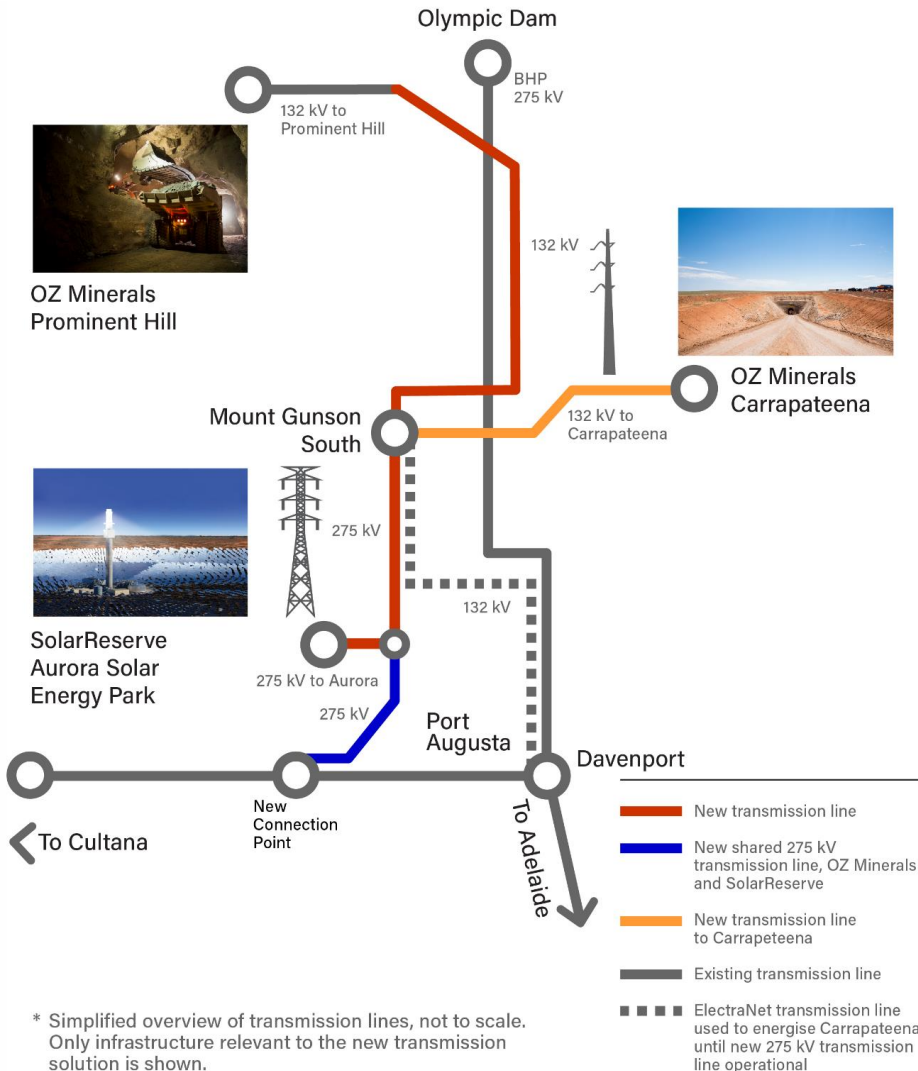 Olympic Dam
BHP
275 kV
132 kV to
Prominent Hill
132 kV
OZ Minerals
Prominent Hill
OZ Minerals
Carrapateena
Mount Gunson
South
132 kV to
Carrapateena
275 kV
132 kV
SolarReserve
Aurora Solar
Energy Park
275 kV to Aurora
275 kV
Port
Augusta
Davenport
New
Connection
Point
To Cultana
To Adelaide
New transmission line
New shared 275 kV
transmission line, OZ Minerals
and SolarReserve
New transmission line
to Carrapeteena
Existing transmission line
ElectraNet transmission line
used to energise Carrapateena
until new 275 kV transmission
line operational
* Simplified overview of transmission lines, not to scale.
Only infrastructure relevant to the new transmission
solution is shown.